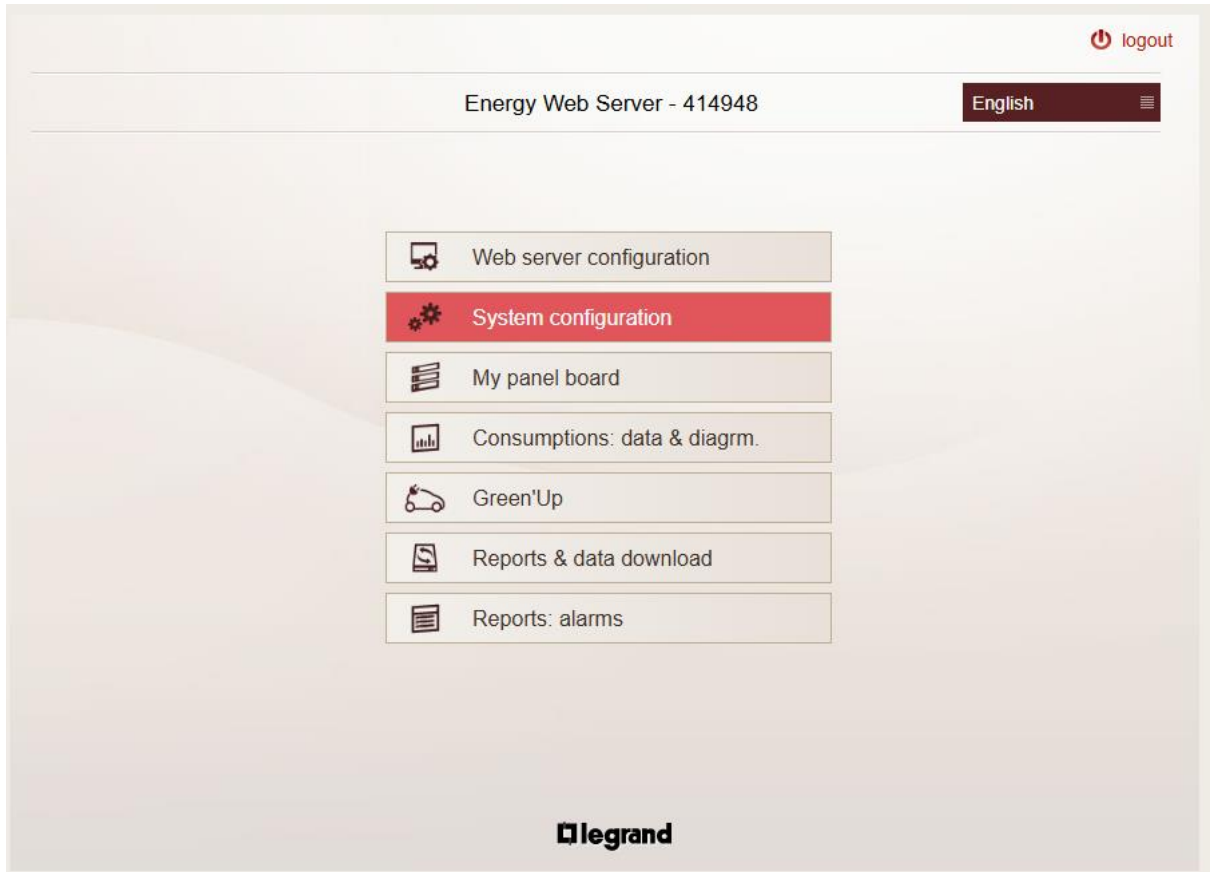 logout
Energy Web Server - 414948
English
Web server configuration
System configuration
My panel board
Consumptions: data & diagrm.
Green'Up
Reports & data download
Reports: alarms
legrand